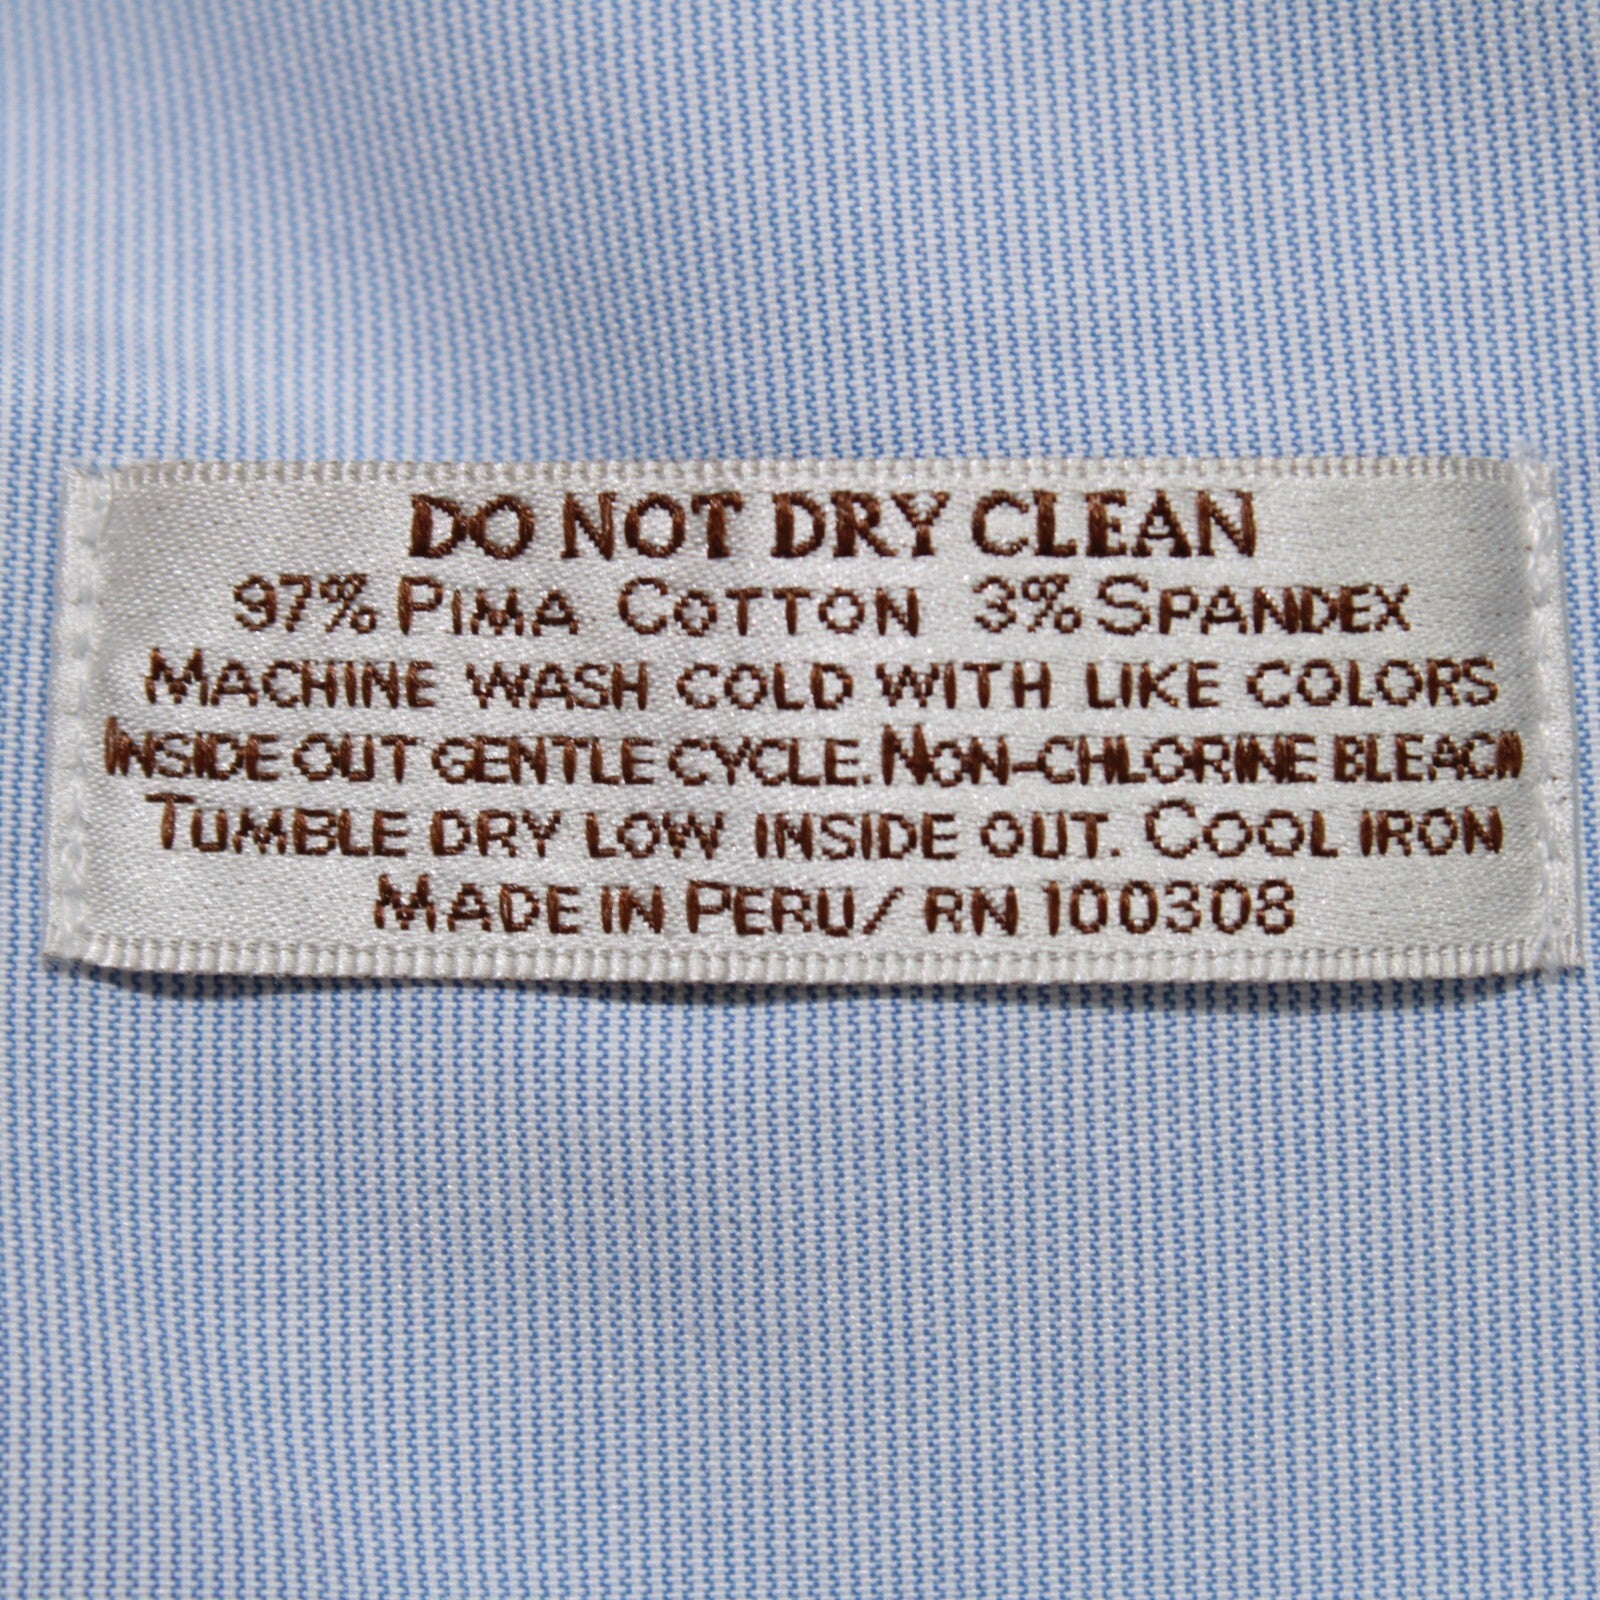 DO NOT DRY CLEAN
97% PIMA COTTON 3% SPANDEX
MACHINE WASH COLD WITH LIKE COLORS
INSIDE OUT GENTLE CYCLE. NON-CHLORINE BLEACH
TUMBLE DRY LOW INSIDE OUT. COOL IRON
MADE IN PERU/ RN 100308